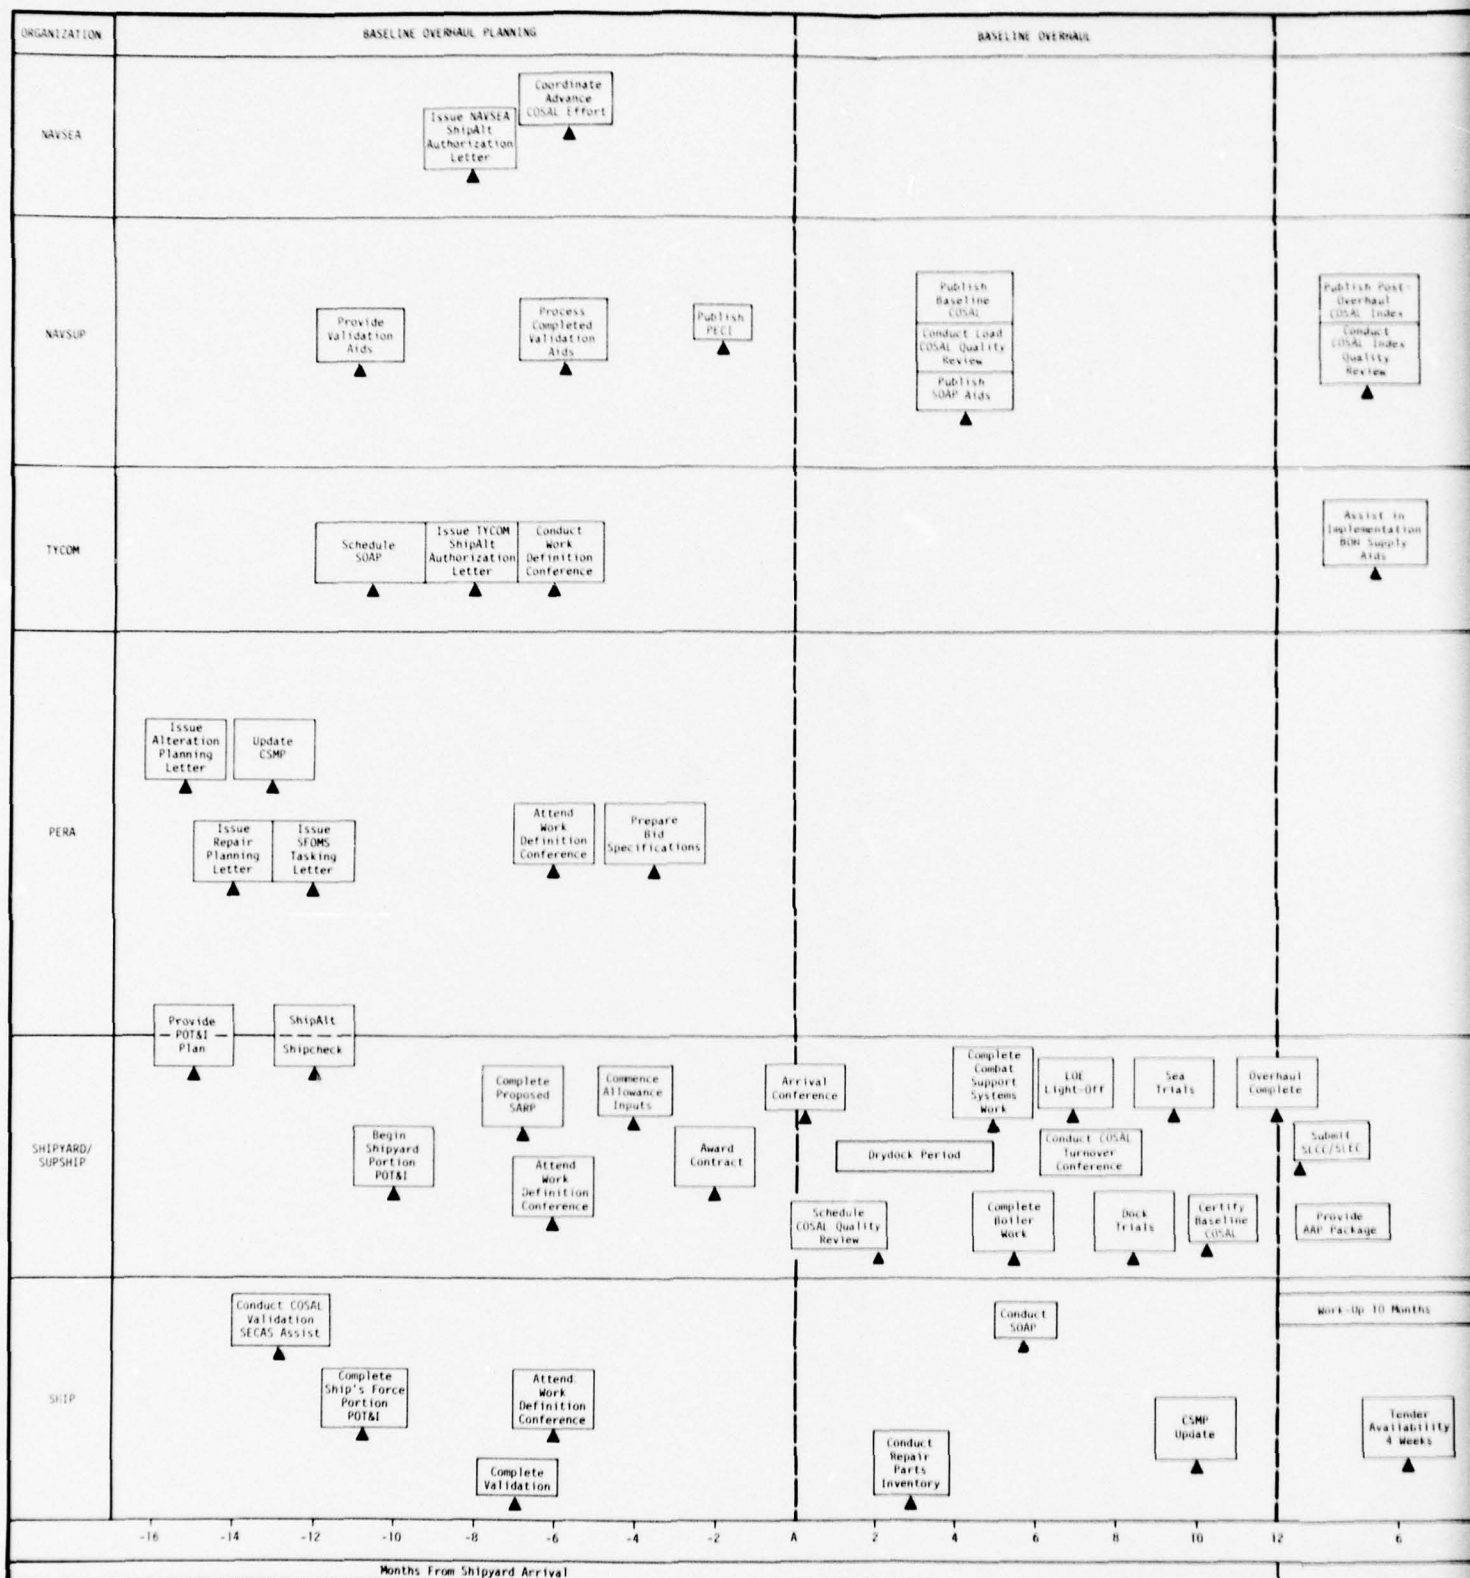 ORGANIZATION
BASELINE OVERHAUL PLANNING
BASELINE OVERHAUL
NAVSEA
Issue NAVSEA
ShipAlt
Authorization
Letter
Coordinate
Advance
COSAL Effort
NAVSUP
Provide
Validation
Aids
Process
Completed
Validation
Aids
Publish
PECI
Publish
Baseline
COSAL
Conduct Load
COSAL Quality
Review
Publish
SOAP Aids
Publish Post-
Overhaul
COSAL Index
Conduct
COSAL Index
Quality
Review
TYCOM
Schedule
SOAP
Issue TYCOM
ShipAlt
Authorization
Letter
Conduct
Work
Definition
Conference
Assist in
Implementation
BOH Supply
Aids
PERA
Issue
Alteration
Planning
Letter
Update
CSMP
Issue
Repair
Planning
Letter
Issue
SFOMS
Tasking
Letter
Attend
Work
Definition
Conference
Prepare
Bid
Specifications
Provide
POT&I
Plan
ShipAlt
Shipcheck
SHIPYARD/
SUPSHIP
Begin
Shipyard
Portion
POT&I
Complete
Proposed
SARP
Attend
Work
Definition
Conference
Commence
Allowance
Inputs
Award
Contract
Arrival
Conference
Schedule
COSAL Quality
Review
Drydock Period
Complete
Combat
Support
Systems
Work
Complete
Boiler
Work
LOE
Light-Off
Conduct COSAL
Turnover
Conference
Dock
Trials
Sea
Trials
Certify
Baseline
COSAL
Overhaul
Complete
Submit
SLCC/SLEC
Provide
AAP Package
SHIP
Conduct COSAL
Validation
SECAS Assist
Complete
Ship's Force
Portion
POT&I
Attend
Work
Definition
Conference
Complete
Validation
Conduct
SOAP
Conduct
Repair
Parts
Inventory
CSMP
Update
Work-Up 10 Months
Tender
Availability
4 Weeks
-16 -14 -12 -10 -8 -6 -4 -2 A 2 4 6 8 10 12 6
Months From Shipyard Arrival